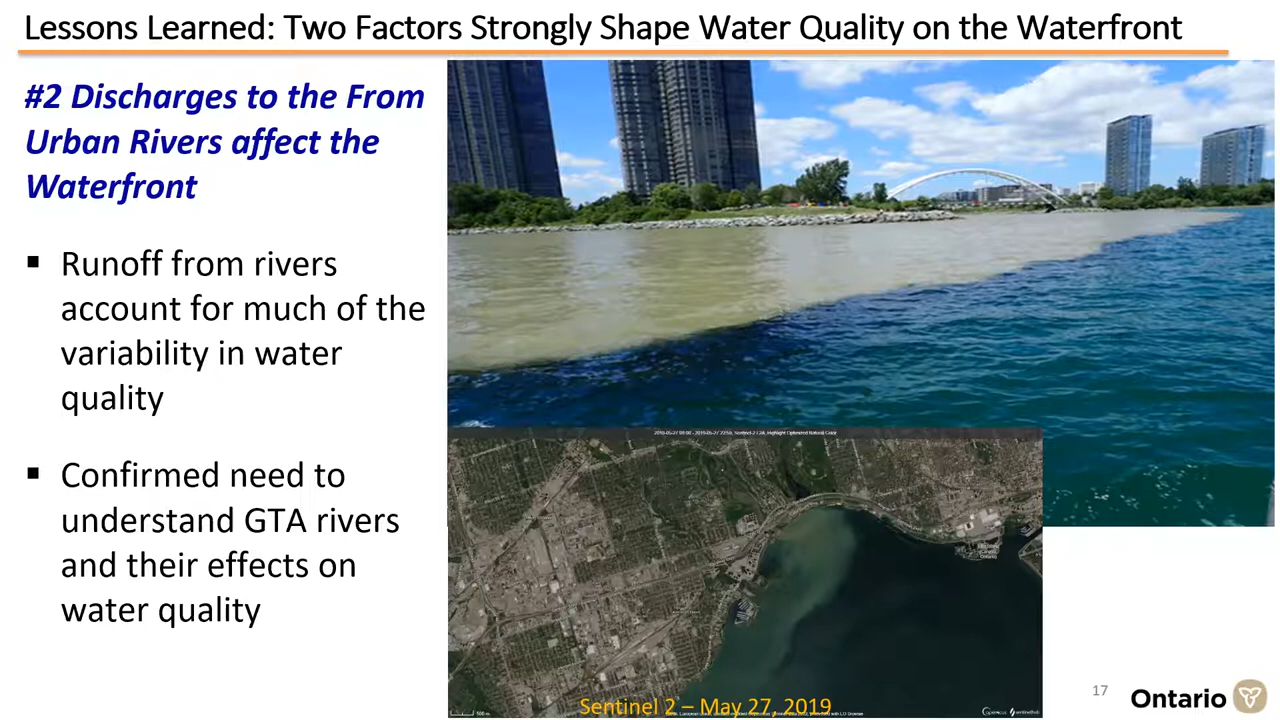 Lessons Learned: Two Factors Strongly Shape Water Quality on the Waterfront
#2 Discharges to the From
Urban Rivers affect the
Waterfront
▪ Runoff from rivers
account for much of the
variability in water
quality
▪ Confirmed need to
understand GTA rivers
and their effects on
water quality
Sentinel 2 – May 27, 2019
17
Ontario